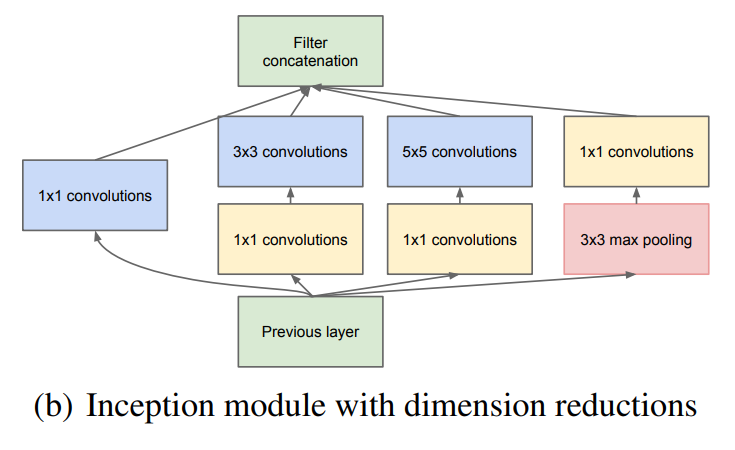 Filter
concatenation
3x3 convolutions
5x5 convolutions
1x1 convolutions
1x1 convolutions
1x1 convolutions
1x1 convolutions
3x3 max pooling
Previous layer
(b) Inception module with dimension reductions